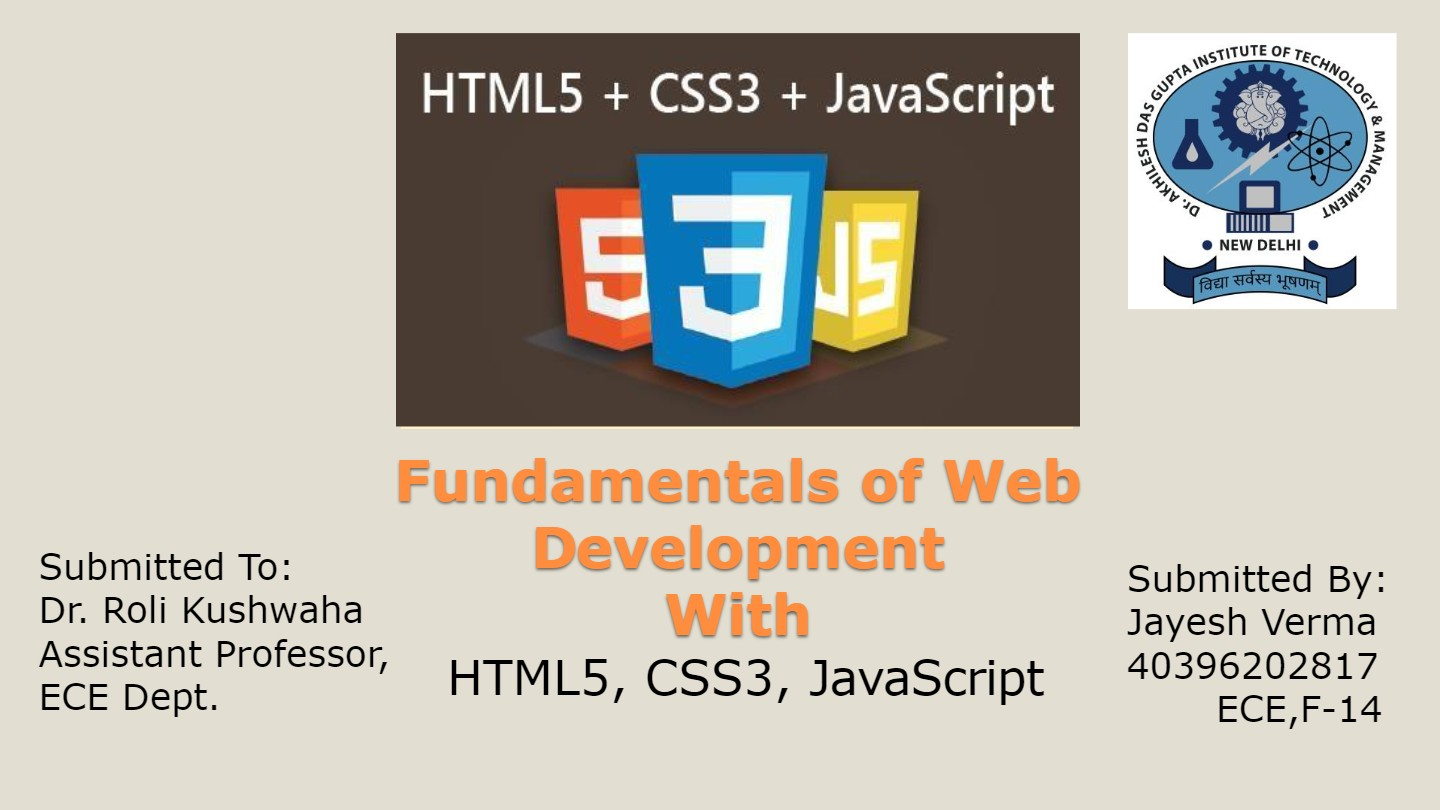 HTML5 + CSS3 + JavaScript
5
3
JS
Dr. AKHILESH DAS GUPTA INSTITUTE OF TECHNOLOGY & MANAGEMENT
• NEW DELHI •
विद्या सर्वस्य भूषणम्
Fundamentals of Web
Development
With
HTML5, CSS3, JavaScript
Submitted To:
Dr. Roli Kushwaha
Assistant Professor,
ECE Dept.
Submitted By:
Jayesh Verma
40396202817
ECE,F-14